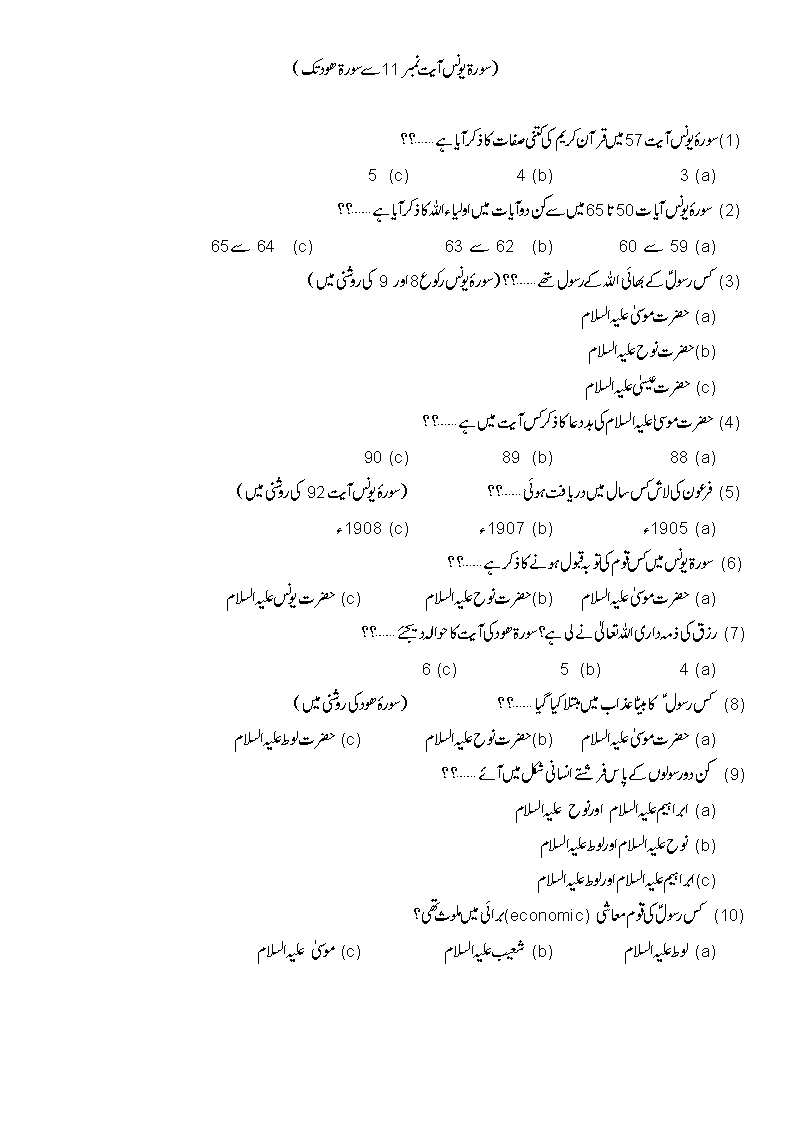 (سورۃ یونس آیت نمبر 11 سے سورۃ ھود تک )
(1) سورۂ یونس آیت 57 میں قرآن کریم کی کتنی صفات کا ذکر آیا ہے ......؟؟
(a) 3 (b) 4 (c) 5
(2) سورۂ یونس آیات 50 تا 65 میں سے کن دو آیات میں اولیاء اللہ کا ذکر آیا ہے ......؟؟
(a) 59 سے 60 (b) 62 سے 63 (c) 64 سے 65
(3) کس رسولؑ کے بھائی اللہ کے رسول تھے ......؟؟ (سورۂ یونس رکوع 8 اور 9 کی روشنی میں )
(a) حضرت موسیٰ علیہ السلام
(b) حضرت نوح علیہ السلام
(c) حضرت عیسیٰ علیہ السلام
(4) حضرت موسیٰ علیہ السلام کی بددعا کا ذکر کس آیت میں ہے ......؟؟
(a) 88 (b) 89 (c) 90
(5) فرعون کی لاش کس سال میں دریافت ہوئی ......؟؟ (سورۂ یونس آیت 92 کی روشنی میں )
(a) 1905ء (b) 1907ء (c) 1908ء
(6) سورۃ یونس میں کس قوم کی توبہ قبول ہونے کا ذکر ہے ......؟؟
(a) حضرت موسیٰ علیہ السلام (b) حضرت نوح علیہ السلام (c) حضرت یونس علیہ السلام
(7) رزق کی ذمہ داری اللہ تعالٰی نے لی ہے؟ سورۃ ھود کی آیت کا حوالہ دیجئے ......؟؟
(a) 4 (b) 5 (c) 6
(8) کس رسولؑ کا بیٹا عذاب میں مبتلا کیا گیا ......؟؟ (سورۂ ھود کی روشنی میں )
(a) حضرت موسیٰ علیہ السلام (b) حضرت نوح علیہ السلام (c) حضرت لوط علیہ السلام
(9) کن دو رسولوں کے پاس فرشتے انسانی شکل میں آئے ......؟؟
(a) ابراہیم علیہ السلام اور نوح علیہ السلام
(b) نوح علیہ السلام اور لوط علیہ السلام
(c) ابراہیم علیہ السلام اور لوط علیہ السلام
(10) کس رسولؑ کی قوم معاشی (economic) برائی میں ملوث تھی؟
(a) لوط علیہ السلام (b) شعیب علیہ السلام (c) موسیٰ علیہ السلام